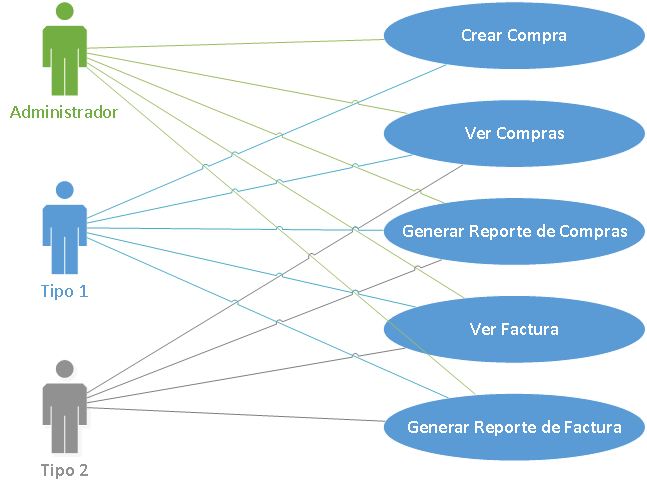 Crear Compra
Administrador
Ver Compras
Generar Reporte de Compras
Tipo 1
Ver Factura
Generar Reporte de Factura
Tipo 2